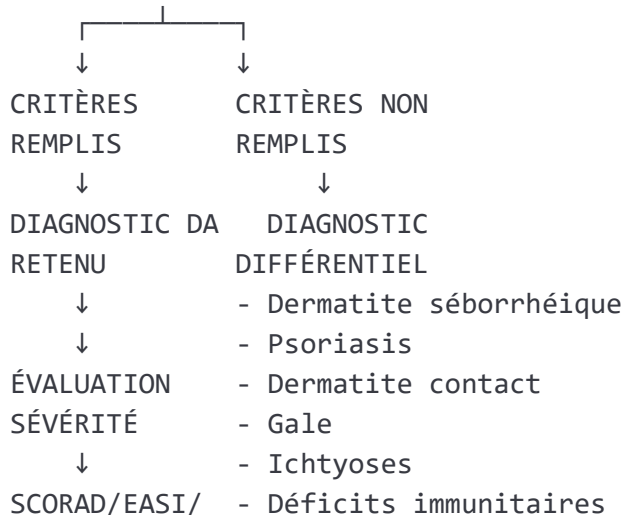 ┌────┴────┐
↓ ↓
CRITÈRES CRITÈRES NON
REMPLIS REMPLIS
↓ ↓
DIAGNOSTIC DA DIAGNOSTIC
RETENU DIFFÉRENTIEL
↓ - Dermatite séborrhéique
↓ - Psoriasis
ÉVALUATION - Dermatite contact
SÉVÉRITÉ - Gale
↓ - Ichtyoses
SCORAD/EASI/ - Déficits immunitaires